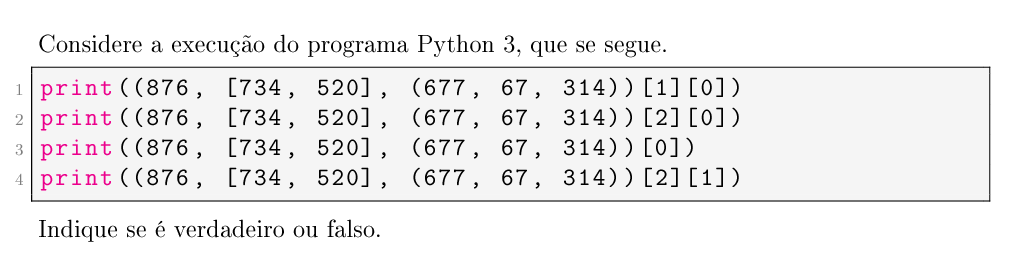 Considere a execução do programa Python 3, que se segue.
1 print((876, [734, 520], (677, 67, 314))[1][0])
2 print((876, [734, 520], (677, 67, 314))[2][0])
3 print((876, [734, 520], (677, 67, 314))[0])
4 print((876, [734, 520], (677, 67, 314))[2][1])
Indique se é verdadeiro ou falso.